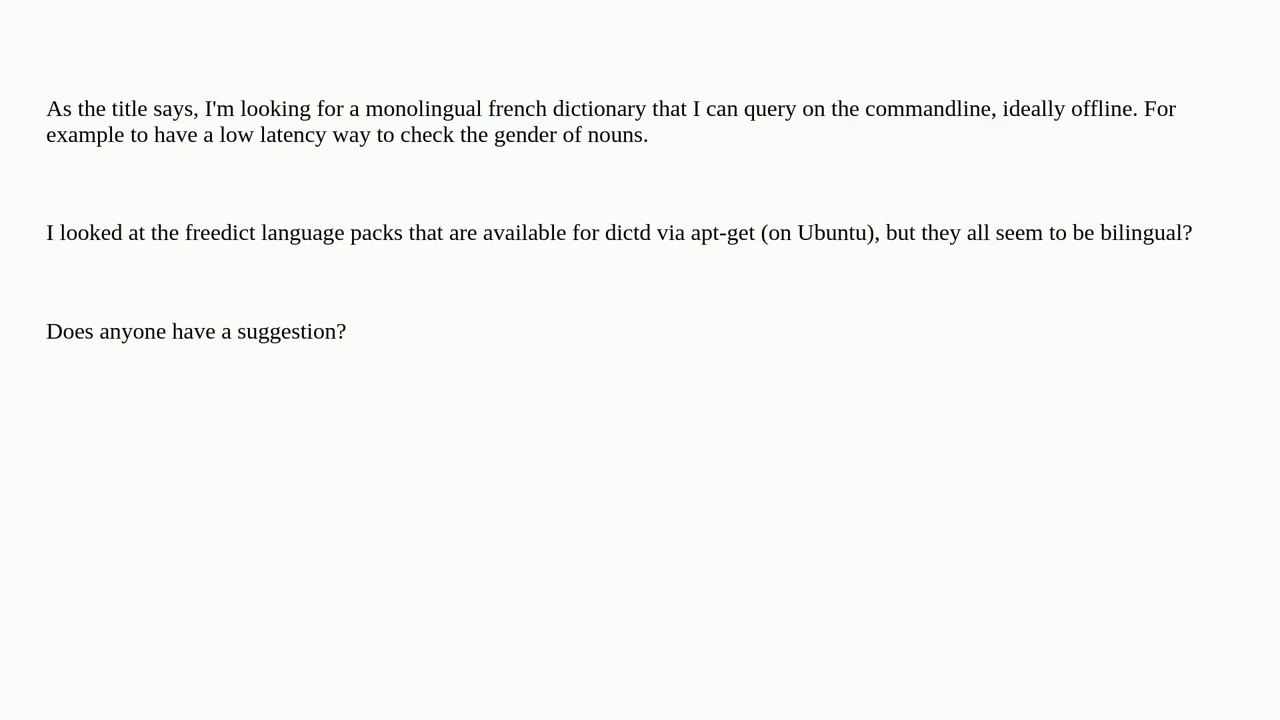 As the title says, I'm looking for a monolingual french dictionary that I can query on the commandline, ideally offline. For
example to have a low latency way to check the gender of nouns.
I looked at the freedict language packs that are available for dictd via apt-get (on Ubuntu), but they all seem to be bilingual?
Does anyone have a suggestion?